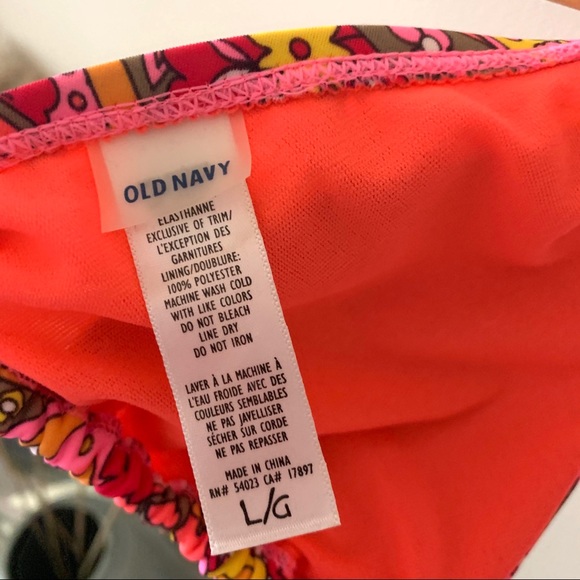 OLD NAVY
ELASTHANNE
EXCLUSIVE OF TRIM/
L'EXCEPTION DES
GARNITURES
LINING/DOUBLURE:
100% POLYESTER
MACHINE WASH COLD
WITH LIKE COLORS
DO NOT BLEACH
LINE DRY
DO NOT IRON
LAVER À LA MACHINE À
L'EAU FROIDE AVEC DES
COULEURS SEMBLABLES
NE PAS JAVELLISER
SÉCHER SUR CORDE
NE PAS REPASSER
MADE IN CHINA
RN# 54023 CA# 17897
L/G